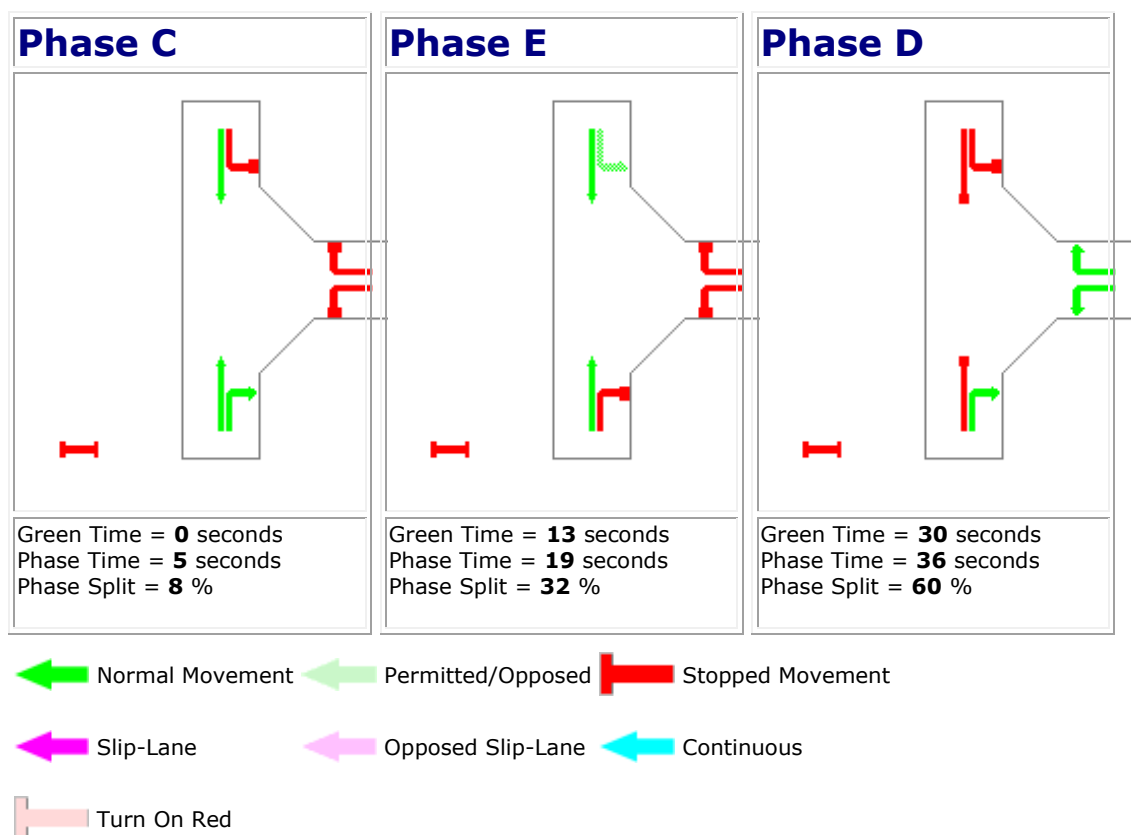 Phase C
Green Time = 0 seconds
Phase Time = 5 seconds
Phase Split = 8 %
Phase E
Green Time = 13 seconds
Phase Time = 19 seconds
Phase Split = 32 %
Phase D
Green Time = 30 seconds
Phase Time = 36 seconds
Phase Split = 60 %
Normal Movement
Permitted/Opposed
Stopped Movement
Slip-Lane
Opposed Slip-Lane
Continuous
Turn On Red